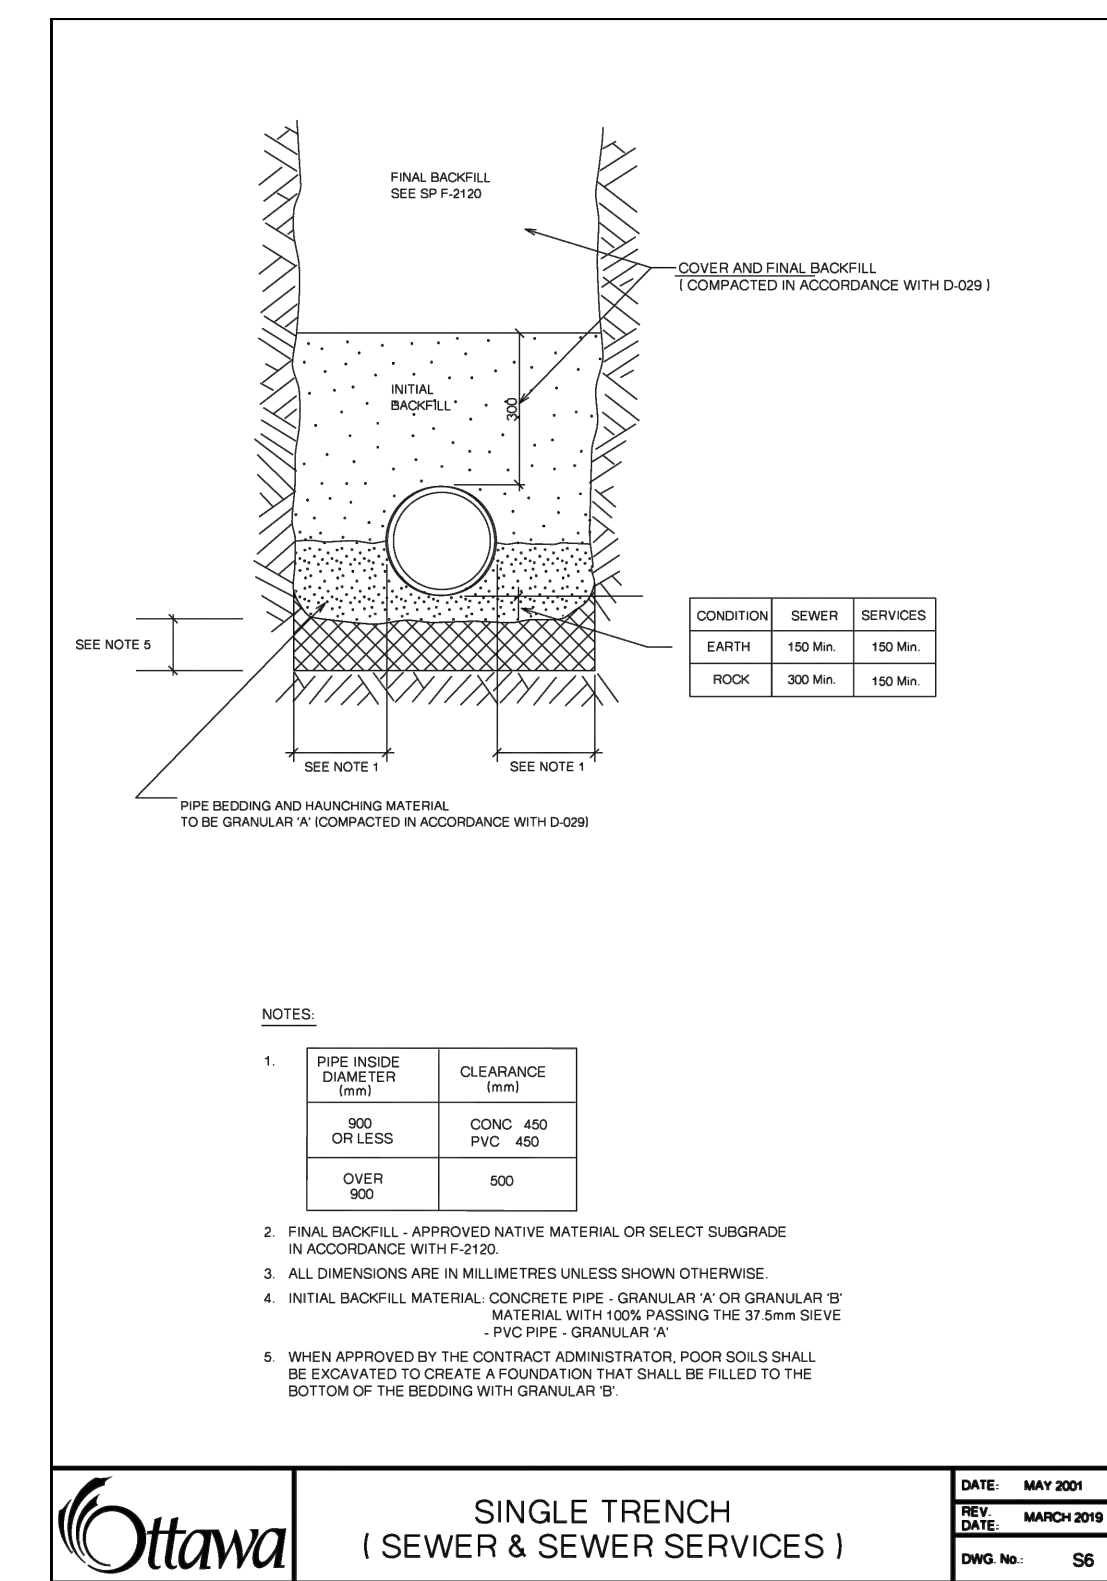 FINAL BACKFILL
SEE SP F-2120
COVER AND FINAL BACKFILL
( COMPACTED IN ACCORDANCE WITH D-029 )
INITIAL
BACKFILL
300
CONDITION SEWER SERVICES
EARTH 150 Min. 150 Min.
ROCK 300 Min. 150 Min.
SEE NOTE 5
SEE NOTE 1
SEE NOTE 1
PIPE BEDDING AND HAUNCHING MATERIAL
TO BE GRANULAR 'A' (COMPACTED IN ACCORDANCE WITH D-029)
NOTES:
1.
PIPE INSIDE
DIAMETER
(mm)
CLEARANCE
(mm)
900
OR LESS
CONC 450
PVC 450
OVER
900
500
2. FINAL BACKFILL - APPROVED NATIVE MATERIAL OR SELECT SUBGRADE
IN ACCORDANCE WITH F-2120.
3. ALL DIMENSIONS ARE IN MILLIMETRES UNLESS SHOWN OTHERWISE.
4. INITIAL BACKFILL MATERIAL: CONCRETE PIPE - GRANULAR 'A' OR GRANULAR 'B'
MATERIAL WITH 100% PASSING THE 37.5mm SIEVE
- PVC PIPE - GRANULAR 'A'
5. WHEN APPROVED BY THE CONTRACT ADMINISTRATOR, POOR SOILS SHALL
BE EXCAVATED TO CREATE A FOUNDATION THAT SHALL BE FILLED TO THE
BOTTOM OF THE BEDDING WITH GRANULAR 'B'.
Ottawa
SINGLE TRENCH
( SEWER & SEWER SERVICES )
DATE: MAY 2001
REV.
DATE: MARCH 2019
DWG. No.: S6